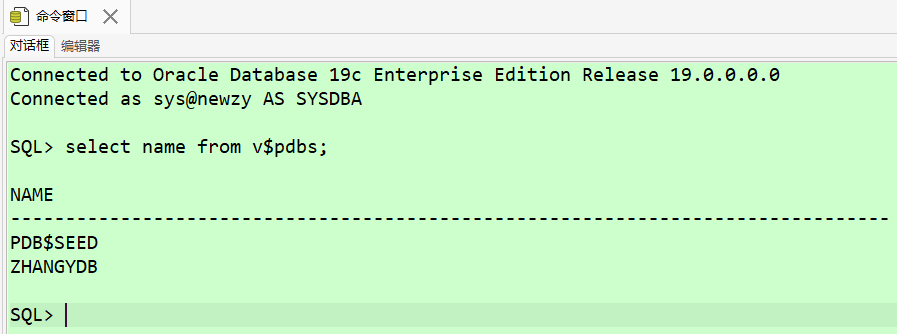 命令窗口
对话框 编辑器
Connected to Oracle Database 19c Enterprise Edition Release 19.0.0.0.0
Connected as sys@newzy AS SYSDBA
SQL> select name from v$pdbs;
NAME
--------------------------------------------------------------------------------
PDB$SEED
ZHANGYDB
SQL>